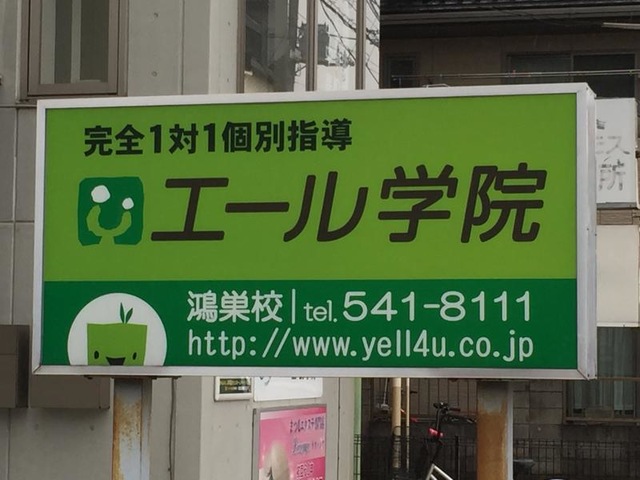 完全1対1個別指導
エール学院
鴻巣校|tel.541-8111
http://www.yell4u.co.jp